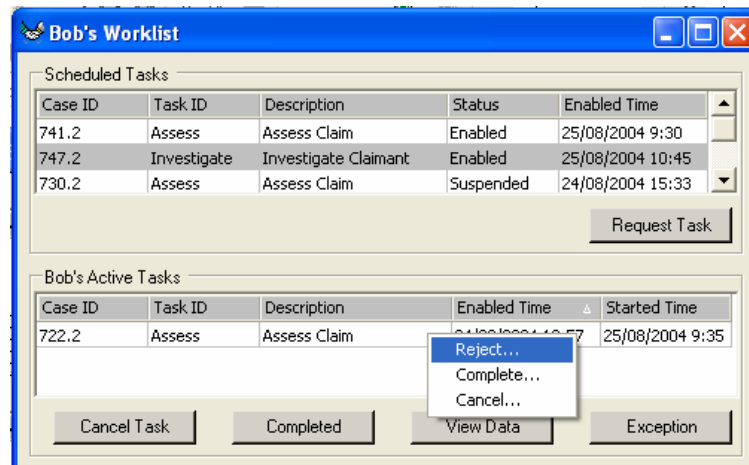 Bob's Worklist
Scheduled Tasks
Case ID Task ID Description Status Enabled Time
741.2 Assess Assess Claim Enabled 25/08/2004 9:30
747.2 Investigate Investigate Claimant Enabled 25/08/2004 10:45
730.2 Assess Assess Claim Suspended 24/08/2004 15:33
Request Task
Bob's Active Tasks
Case ID Task ID Description Enabled Time Started Time
722.2 Assess Assess Claim 25/08/2004 9:35
Reject...
Complete...
Cancel...
Cancel Task Completed View Data Exception